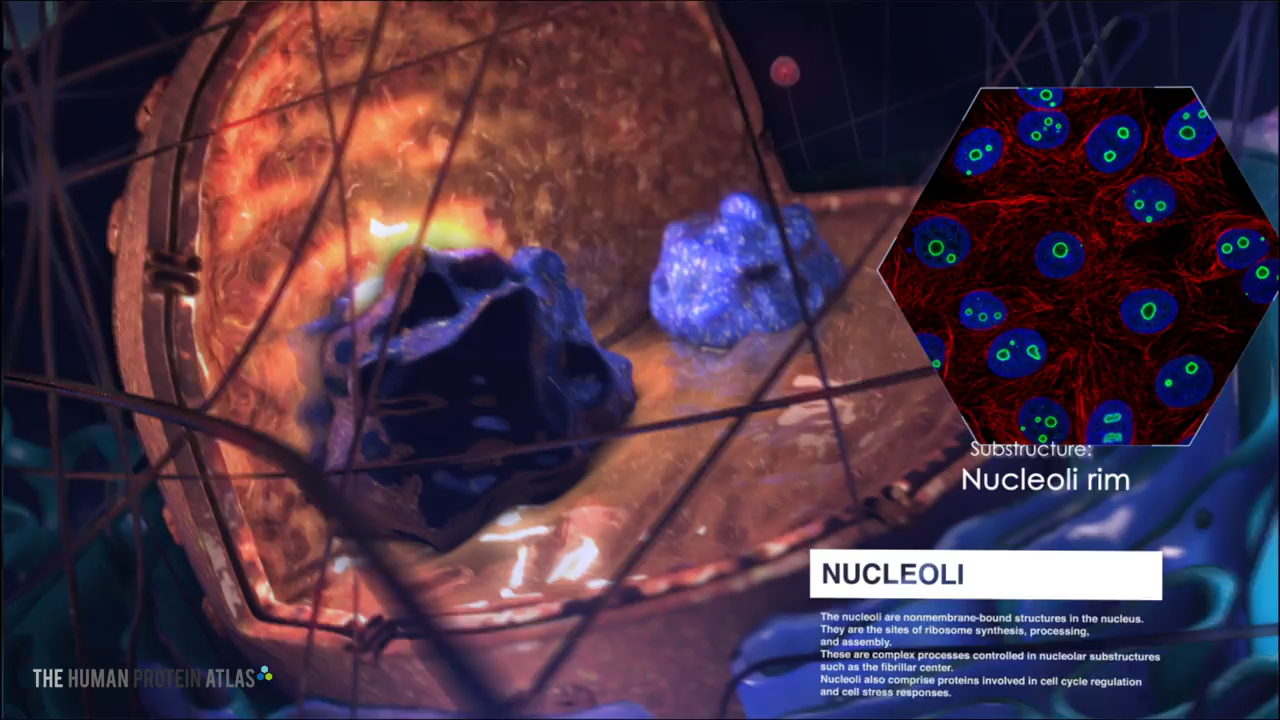 Substructure:
Nucleoli rim
NUCLEOLI
The nucleoli are nonmembrane-bound structures in the nucleus.
They are the sites of ribosome synthesis, processing,
and assembly.
These are complex processes controlled in nucleolar substructures
such as the fibrillar center.
Nucleoli also comprise proteins involved in cell cycle regulation
and cell stress responses.
THE HUMAN PROTEIN ATLAS